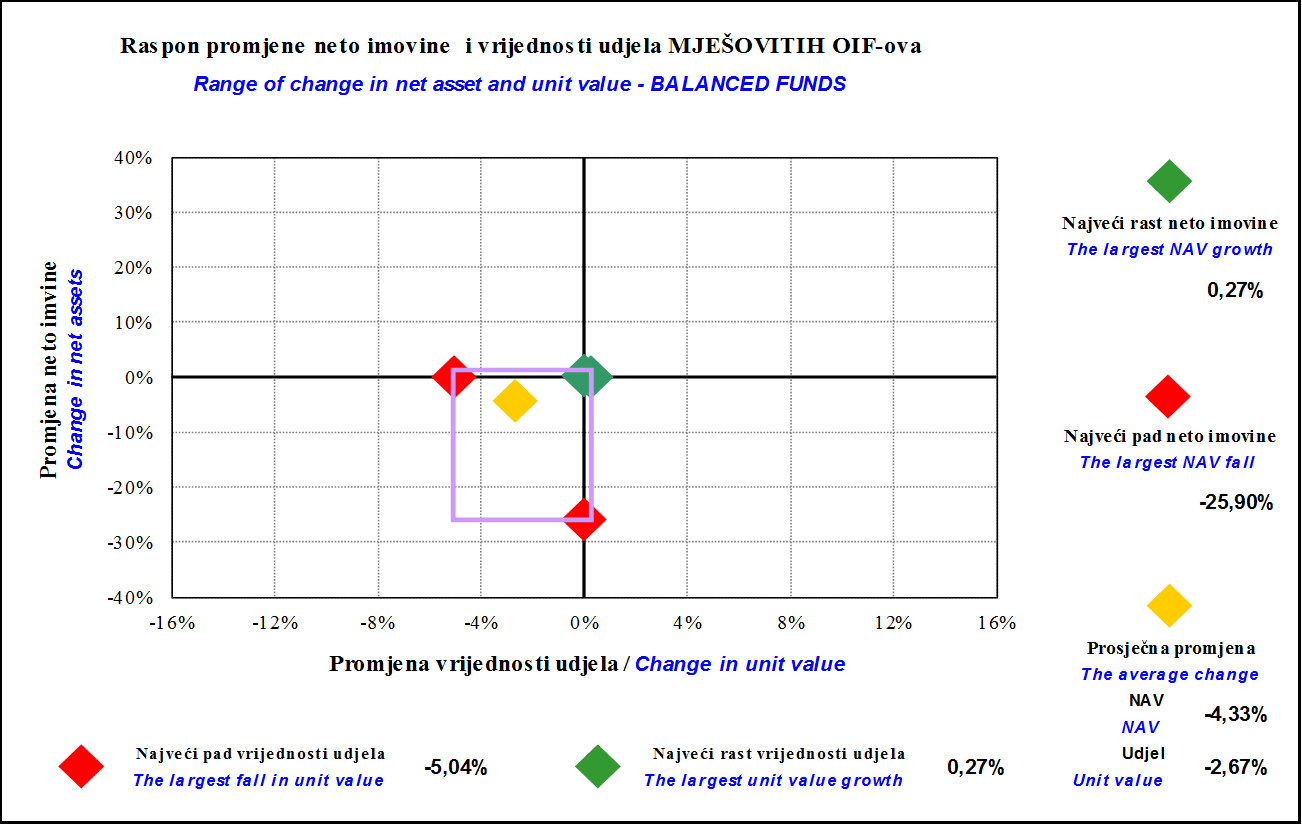 Raspon promjene neto imovine i vrijednosti udjela MJEŠOVITIH OIF-ova
Range of change in net asset and unit value - BALANCED FUNDS
40%
30%
20%
10%
0%
-10%
-20%
-30%
-40%
-16%
-12%
-8%
-4%
0%
4%
8%
12%
16%
Promjena neto imvine
Change in net assets
Promjena vrijednosti udjela / Change in unit value
Najveći rast neto imovine
The largest NAV growth
0,27%
Najveći pad neto imovine
The largest NAV fall
-25,90%
Prosječna promjena
The average change
NAV
NAV
-4,33%
Udjel
Unit value
-2,67%
Najveći pad vrijednosti udjela
The largest fall in unit value
-5,04%
Najveći rast vrijednosti udjela
The largest unit value growth
0,27%